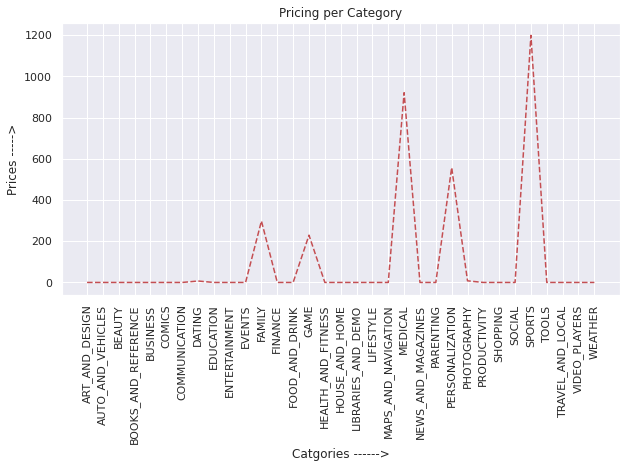 Pricing per Category
Prices ------>
1200
1000
800
600
400
200
0
ART_AND_DESIGN
AUTO_AND_VEHICLES
BEAUTY
BOOKS_AND_REFERENCE
BUSINESS
COMICS
COMMUNICATION
DATING
EDUCATION
ENTERTAINMENT
EVENTS
FAMILY
FINANCE
FOOD_AND_DRINK
GAME
HEALTH_AND_FITNESS
HOUSE_AND_HOME
LIBRARIES_AND_DEMO
LIFESTYLE
MAPS_AND_NAVIGATION
MEDICAL
NEWS_AND_MAGAZINES
PARENTING
PERSONALIZATION
PHOTOGRAPHY
PRODUCTIVITY
SHOPPING
SOCIAL
SPORTS
TOOLS
TRAVEL_AND_LOCAL
VIDEO_PLAYERS
WEATHER
Catgories ------>